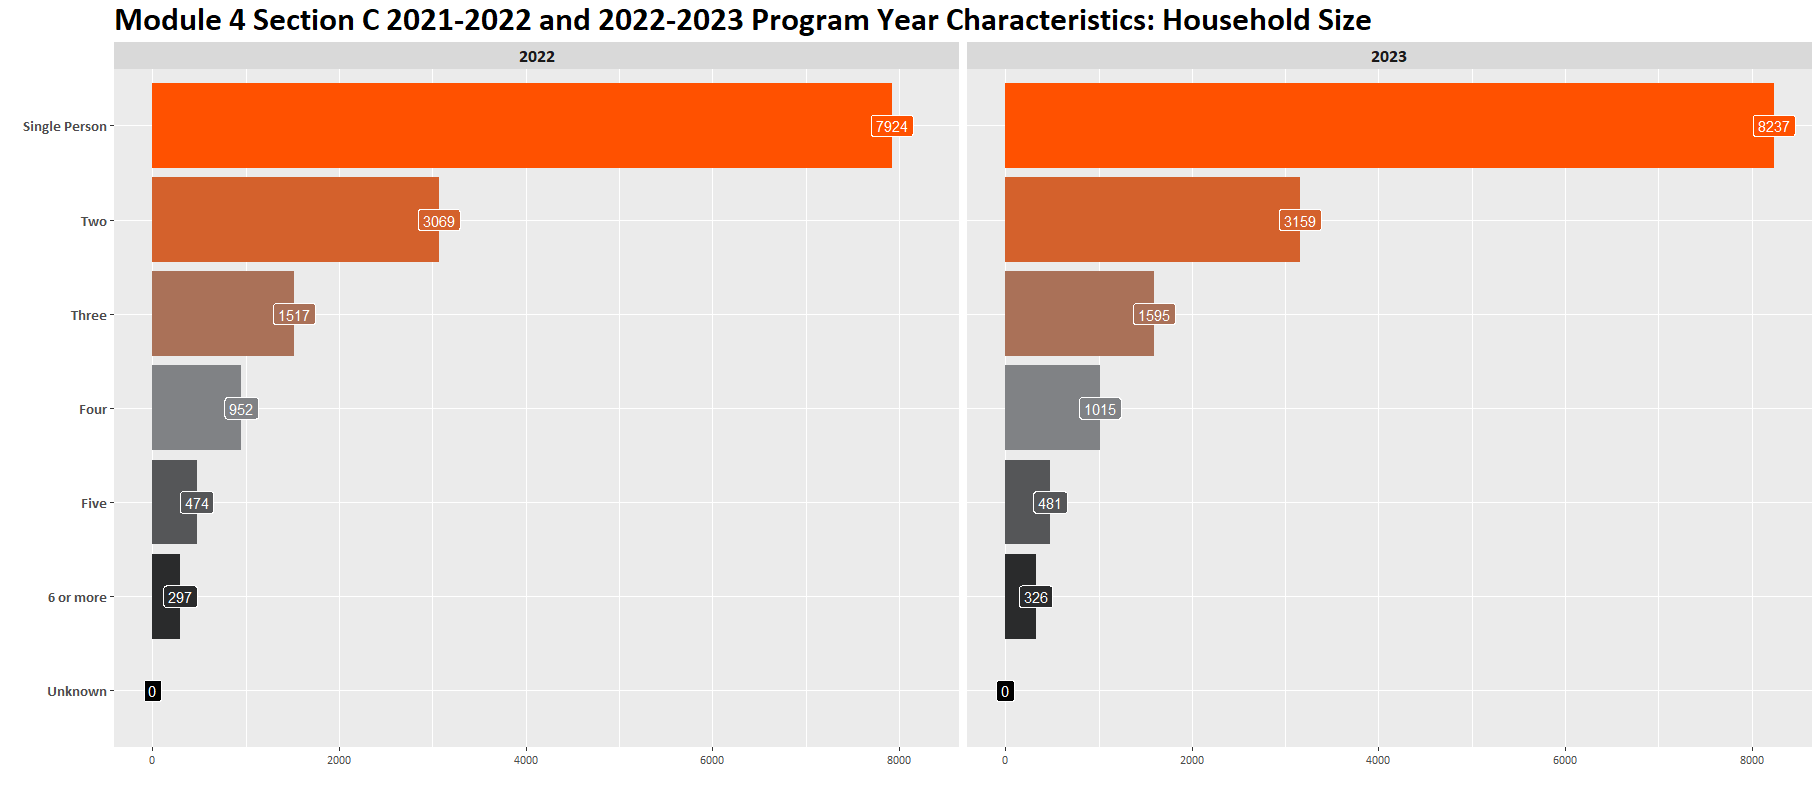 Module 4 Section C 2021-2022 and 2022-2023 Program Year Characteristics: Household Size
2022
2023
Single Person
7924
8237
Two
3069
3159
Three
1517
1595
Four
952
1015
Five
474
481
6 or more
297
326
Unknown
0
0
0 2000 4000 6000 8000
0 2000 4000 6000 8000